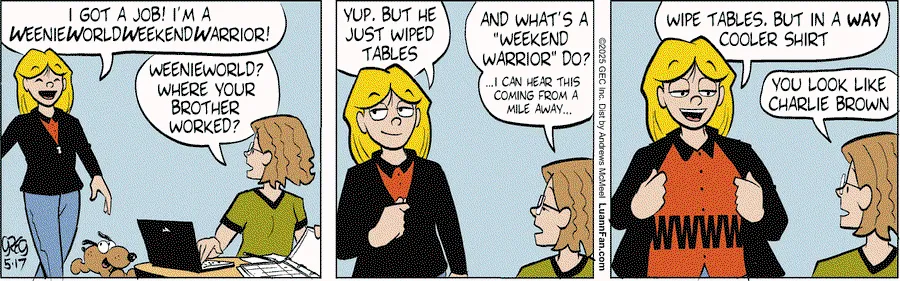 I GOT A JOB! I'M A
WEENIEWORLDWEEKENDWARRIOR!
WEENIEWORLD?
WHERE YOUR
BROTHER
WORKED?
GREG
5·17
YUP. BUT HE
JUST WIPED
TABLES
AND WHAT'S A
"WEEKEND
WARRIOR" DO?
...I CAN HEAR THIS
COMING FROM A
MILE AWAY...
©2025 GEC Inc. Dist by Andrews McMeel LuannFan.com
WIPE TABLES. BUT IN A WAY
COOLER SHIRT
YOU LOOK LIKE
CHARLIE BROWN
WWWW